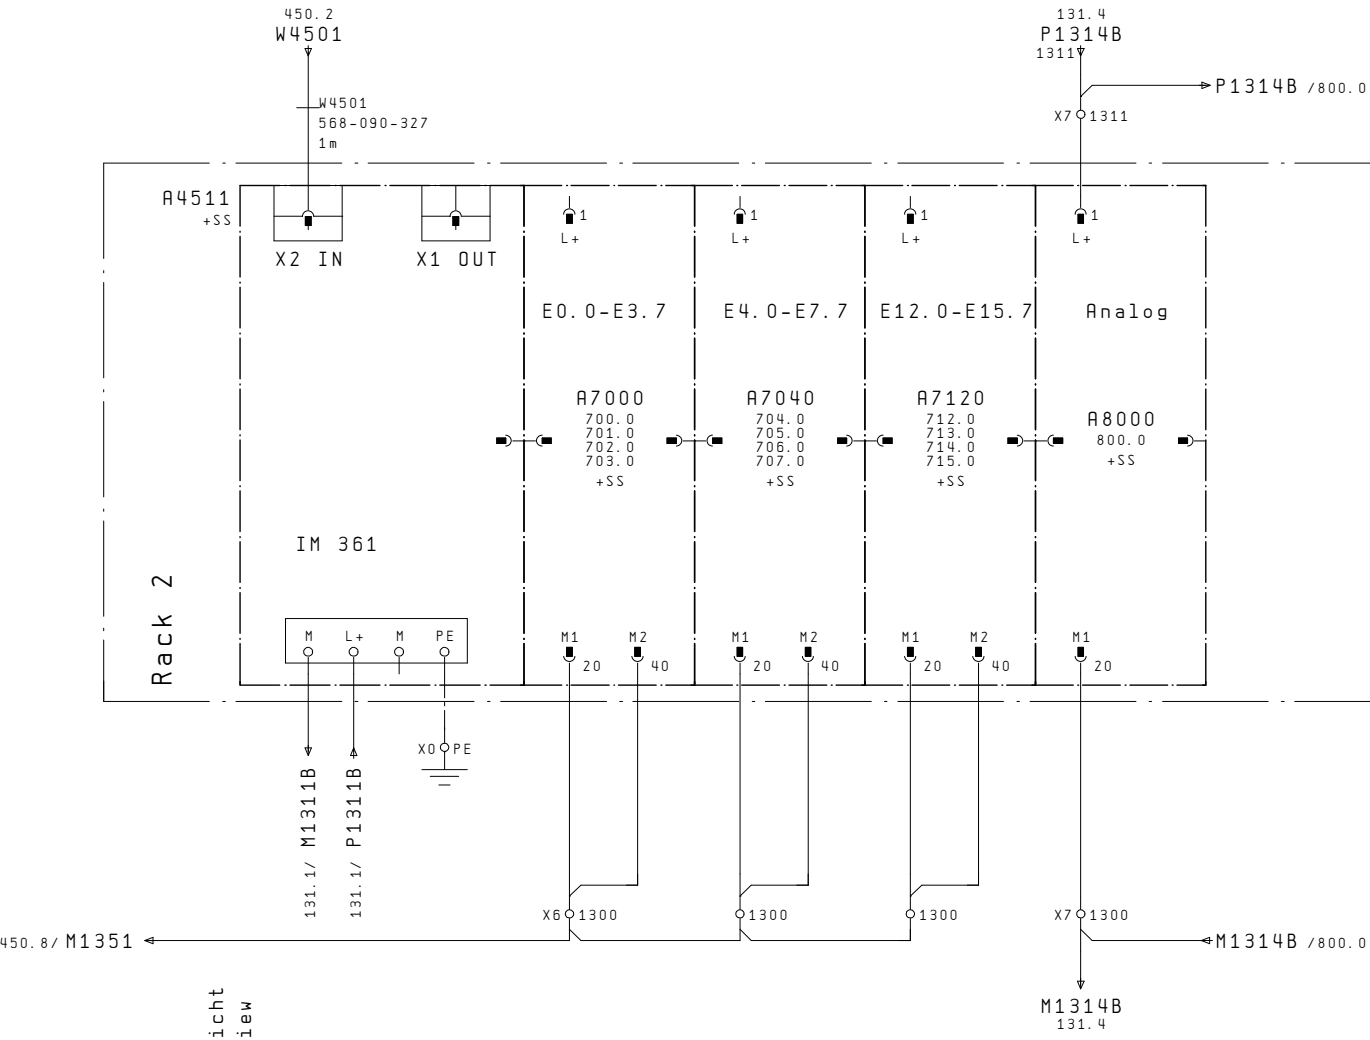 450.2
W4501
W4501
568-090-327
1m
131.4
P1314B
1311
P1314B /800.0
X7 1311
A4511
+SS
X2 IN
X1 OUT
1
L+
1
L+
1
L+
1
L+
E0.0-E3.7
E4.0-E7.7
E12.0-E15.7
Analog
A7000
700.0
701.0
702.0
703.0
+SS
A7040
704.0
705.0
706.0
707.0
+SS
A7120
712.0
713.0
714.0
715.0
+SS
A8000
800.0
+SS
IM 361
Rack 2
M L+ M PE
M1 M2
20 40
M1 M2
20 40
M1 M2
20 40
M1
20
X0 PE
131.1/ M1311B
131.1/ P1311B
X6 1300
1300
1300
X7 1300
450.8/ M1351
M1314B /800.0
M1314B
131.4
icht
iew